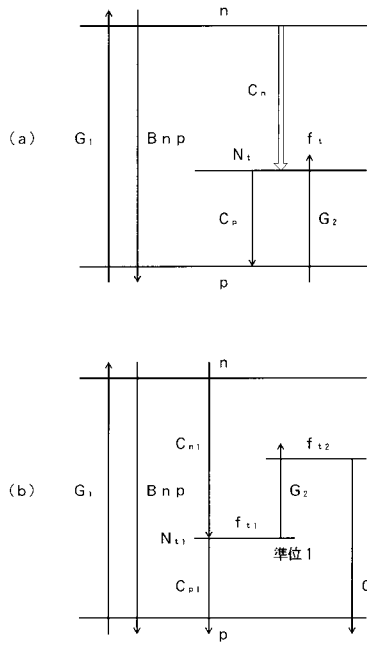 n
(a) G₁ Bnp Cₙ
Nₜ fₜ
Cₚ G₂
p
n
(b) G₁ Bnp Cₙ₁ fₜ₂
fₜ₁ G₂
Nₜ₁ 準位1
Cₚ₁
p